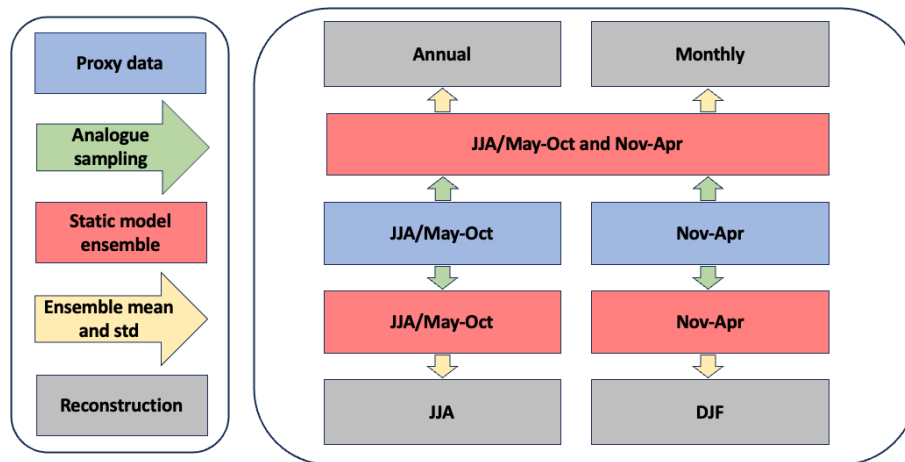 Proxy data
Analogue
sampling
Static model
ensemble
Ensemble mean
and std
Reconstruction
Annual
Monthly
JJA/May-Oct and Nov-Apr
JJA/May-Oct
Nov-Apr
JJA/May-Oct
Nov-Apr
JJA
DJF